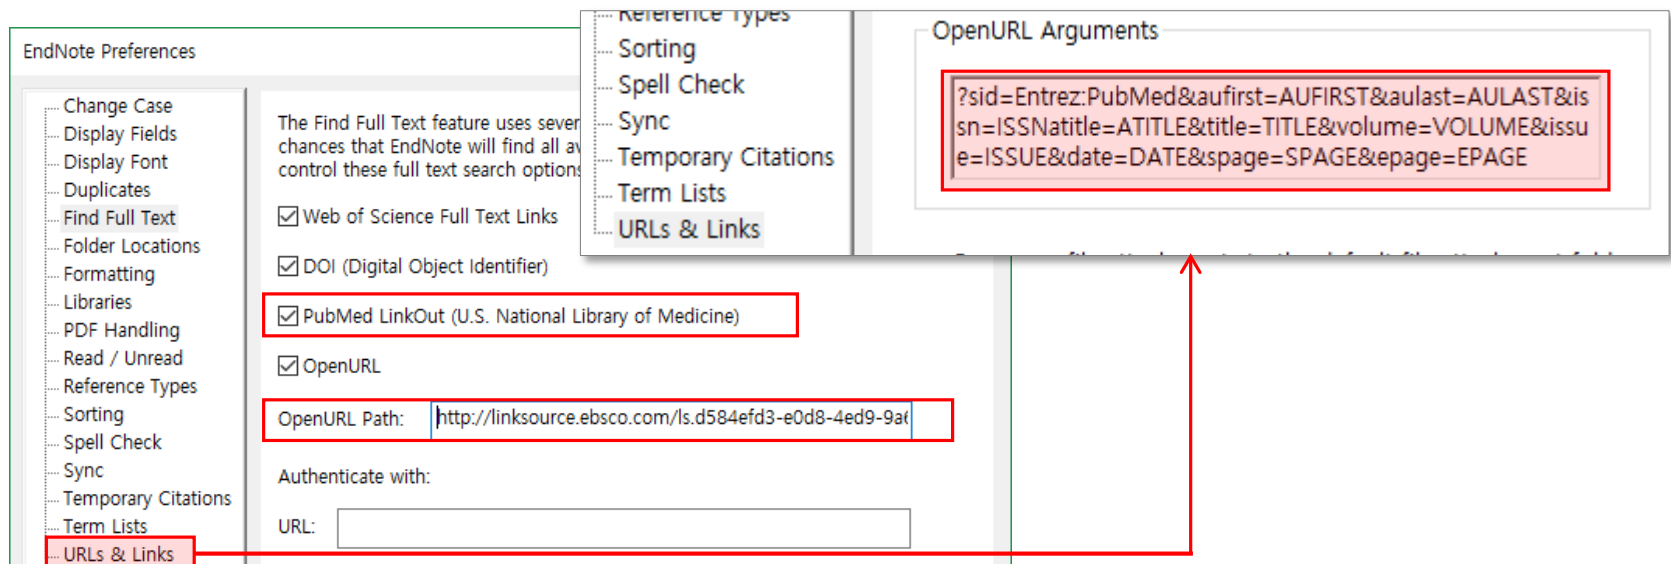 EndNote Preferences
Change Case
Display Fields
Display Font
Duplicates
Find Full Text
Folder Locations
Formatting
Libraries
PDF Handling
Read / Unread
Reference Types
Sorting
Spell Check
Sync
Temporary Citations
Term Lists
URLs & Links
The Find Full Text feature uses sever
chances that EndNote will find all av
control these full text search options
Web of Science Full Text Links
DOI (Digital Object Identifier)
PubMed LinkOut (U.S. National Library of Medicine)
OpenURL
OpenURL Path: http://linksource.ebsco.com/ls.d584efd3-e0d8-4ed9-9a6
Authenticate with:
URL:
Reference Types
Sorting
Spell Check
Sync
Temporary Citations
Term Lists
URLs & Links
OpenURL Arguments
?sid=Entrez:PubMed&aufirst=AUFIRST&aulast=AULAST&is
sn=ISSNatitle=ATITLE&title=TITLE&volume=VOLUME&issu
e=ISSUE&date=DATE&spage=SPAGE&epage=EPAGE